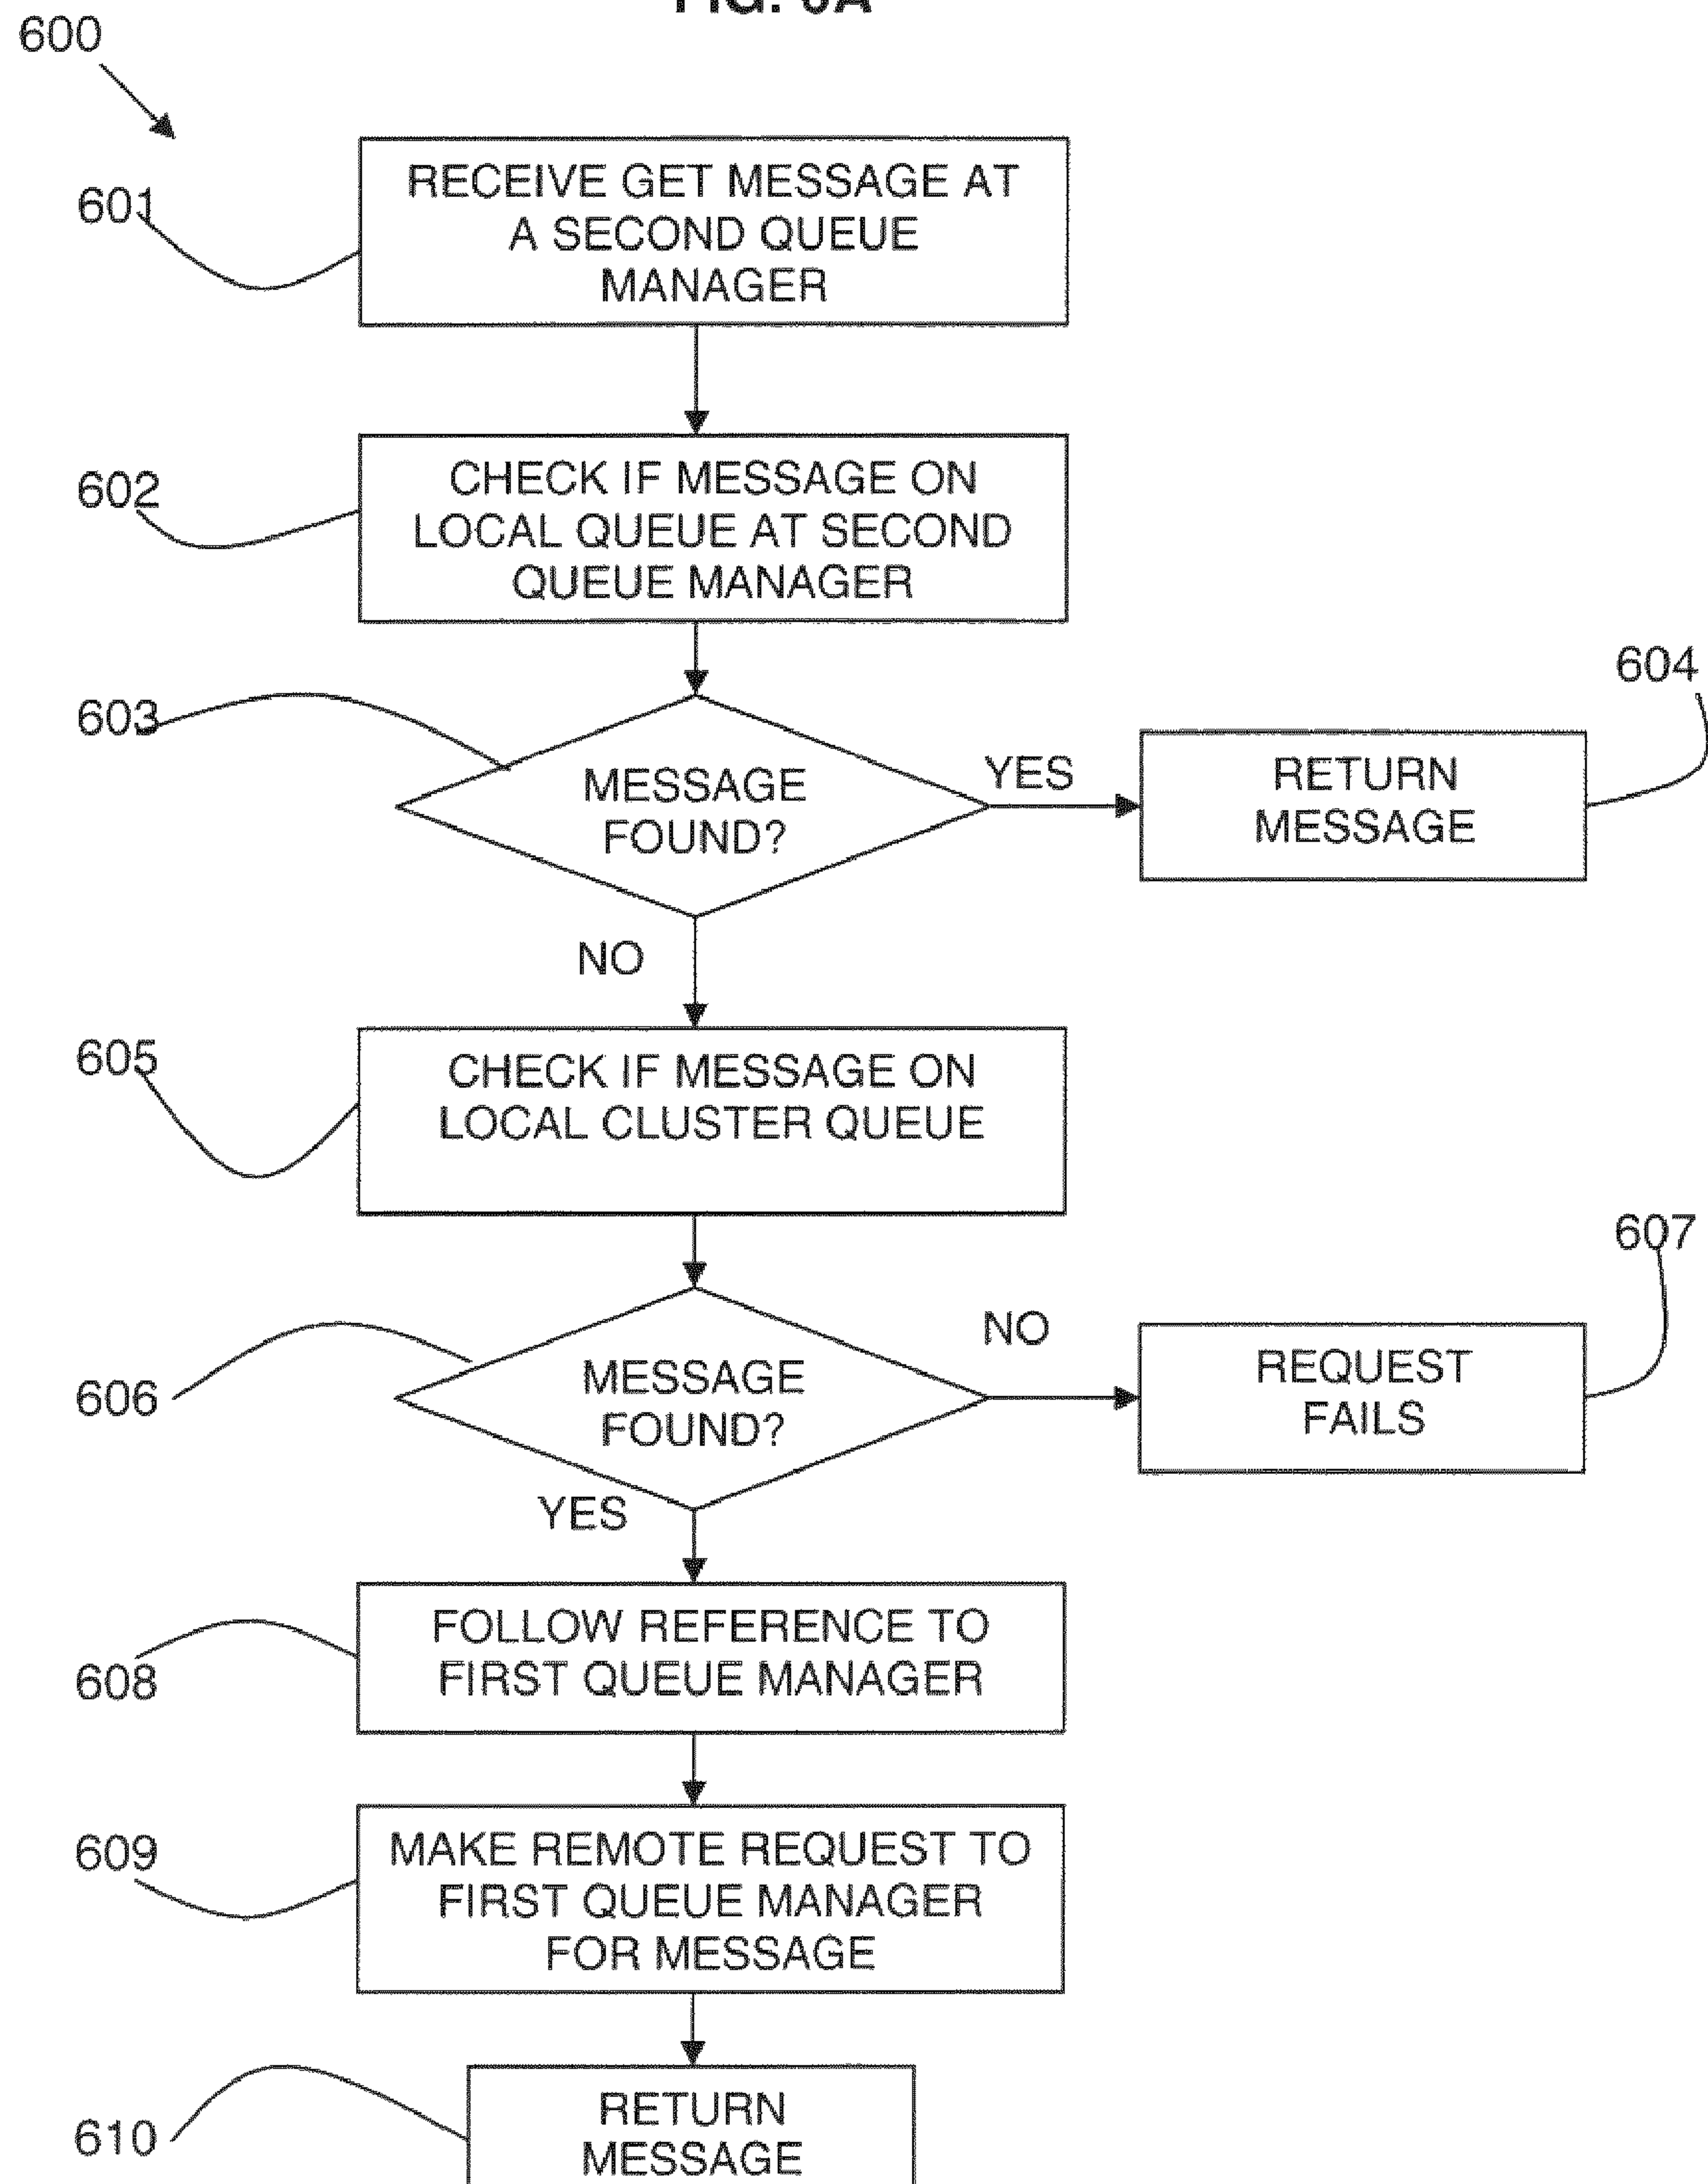 600
601
RECEIVE GET MESSAGE AT
A SECOND QUEUE
MANAGER
602
CHECK IF MESSAGE ON
LOCAL QUEUE AT SECOND
QUEUE MANAGER
603
MESSAGE
FOUND?
YES
604
RETURN
MESSAGE
NO
605
CHECK IF MESSAGE ON
LOCAL CLUSTER QUEUE
606
MESSAGE
FOUND?
NO
607
REQUEST
FAILS
YES
608
FOLLOW REFERENCE TO
FIRST QUEUE MANAGER
609
MAKE REMOTE REQUEST TO
FIRST QUEUE MANAGER
FOR MESSAGE
610
RETURN
MESSAGE